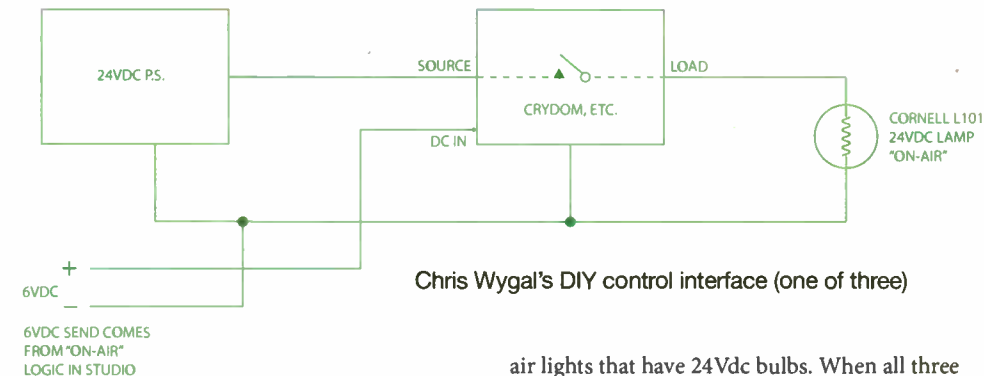 24VDC P.S.
SOURCE
LOAD
CRYDOM, ETC.
DC IN
CORNELL L101
24VDC LAMP
"ON-AIR"
+
6VDC
–
6VDC SEND COMES
FROM "ON-AIR"
LOGIC IN STUDIO
Chris Wygal's DIY control interface (one of three)
air lights that have 24Vdc bulbs. When all three